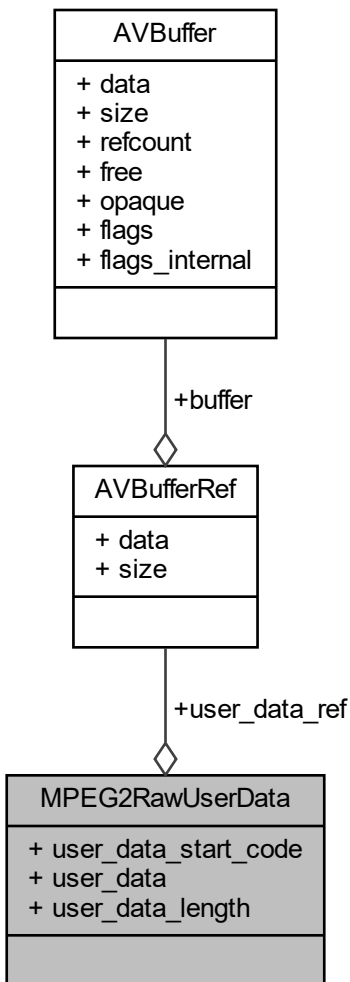 AVBuffer
+ data
+ size
+ refcount
+ free
+ opaque
+ flags
+ flags_internal
+buffer
AVBufferRef
+ data
+ size
+user_data_ref
MPEG2RawUserData
+ user_data_start_code
+ user_data
+ user_data_length